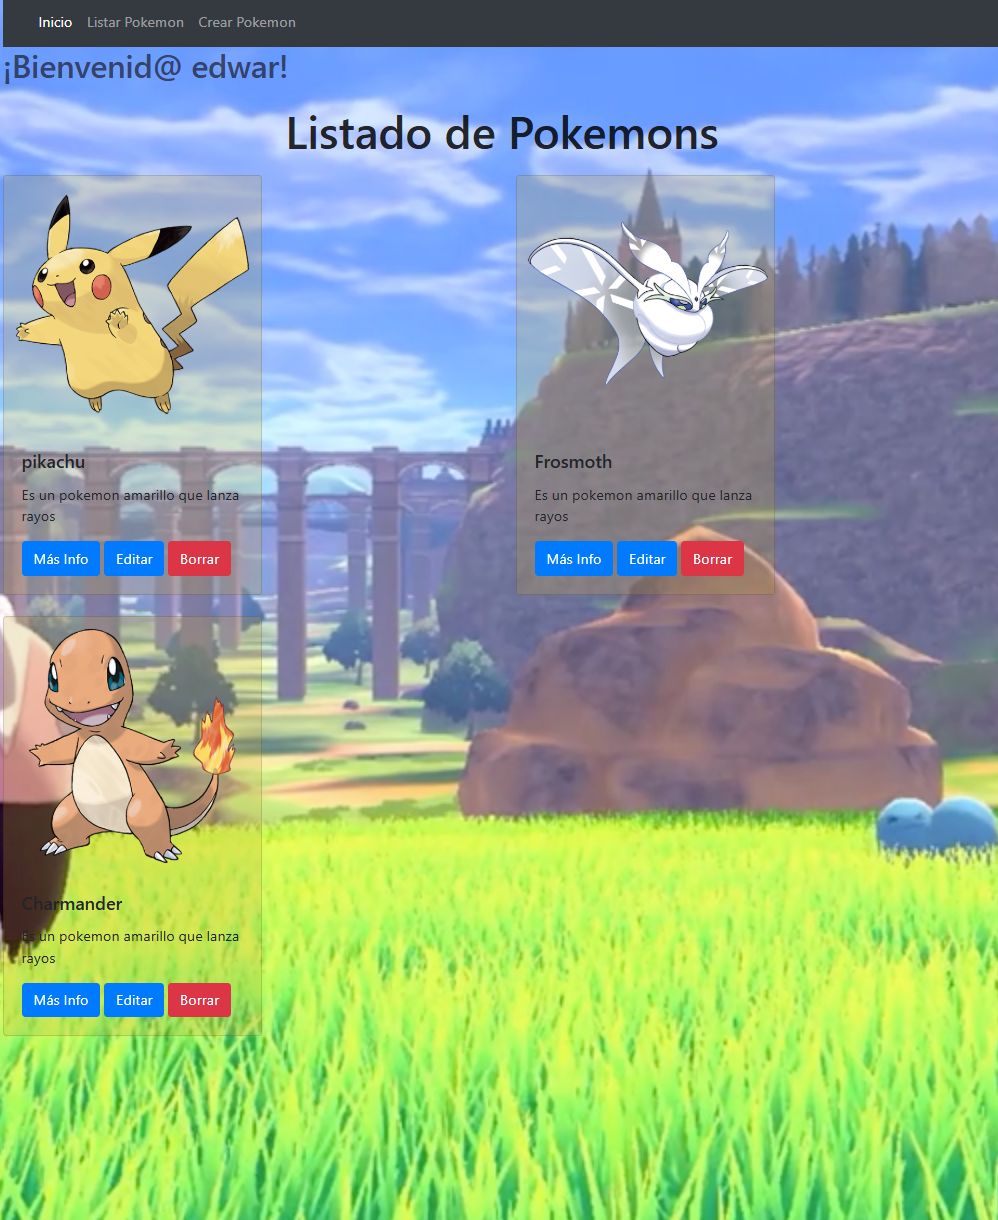 Inicio Listar Pokemon Crear Pokemon
¡Bienvenid@ edwar!
Listado de Pokemons
pikachu
Es un pokemon amarillo que lanza
rayos
Más Info Editar Borrar
Frosmoth
Es un pokemon amarillo que lanza
rayos
Más Info Editar Borrar
Charmander
Es un pokemon amarillo que lanza
rayos
Más Info Editar Borrar